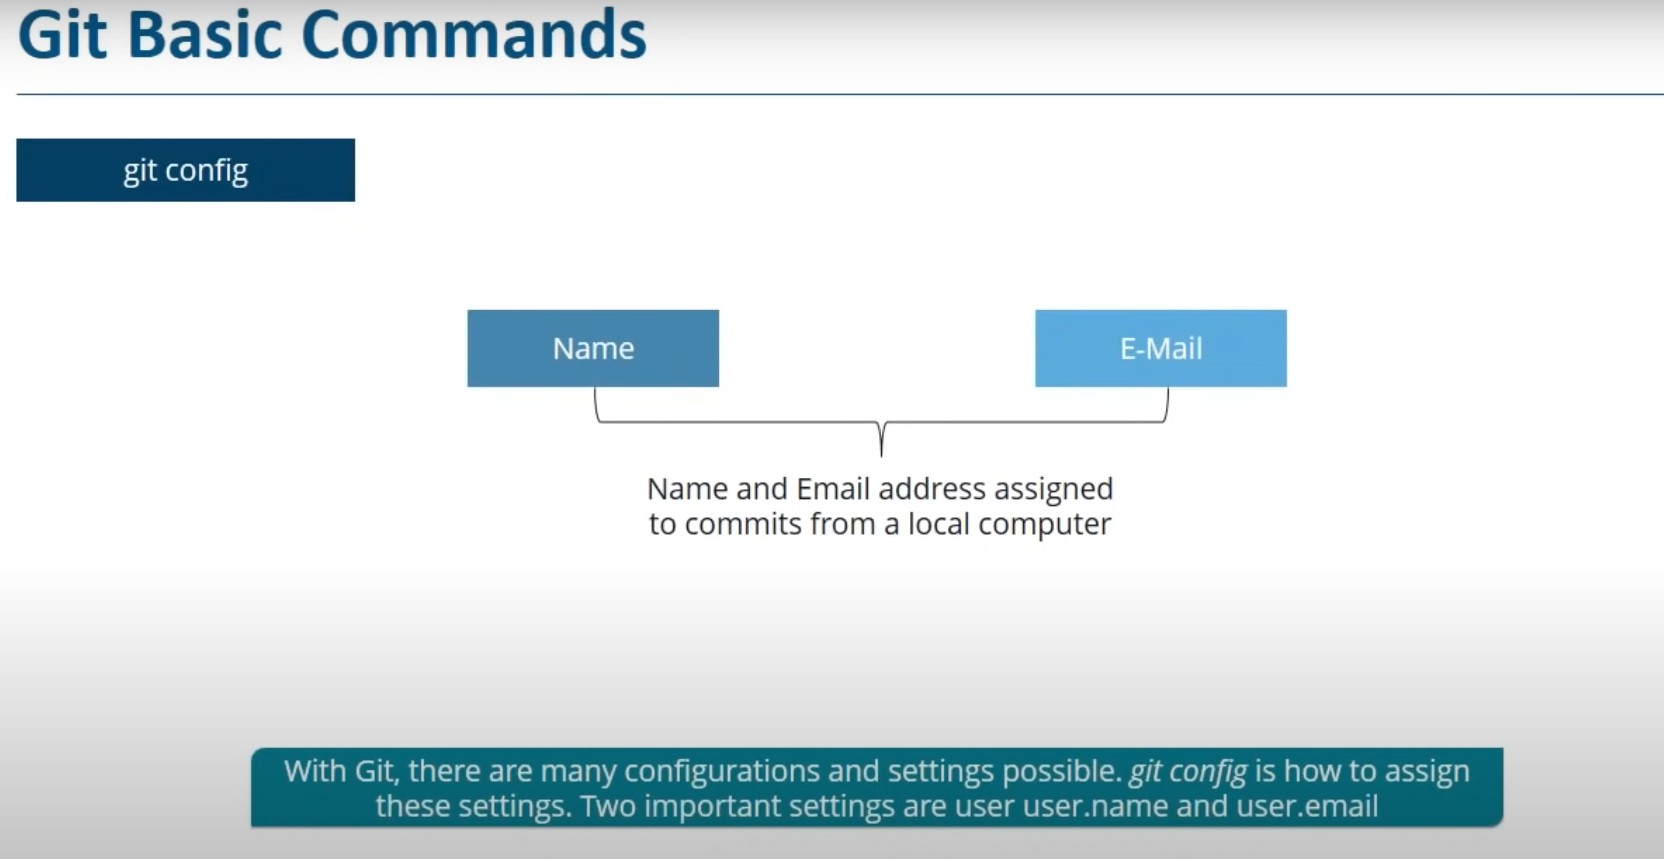 Git Basic Commands
git config
Name
E-Mail
Name and Email address assigned
to commits from a local computer
With Git, there are many configurations and settings possible. git config is how to assign
these settings. Two important settings are user user.name and user.email